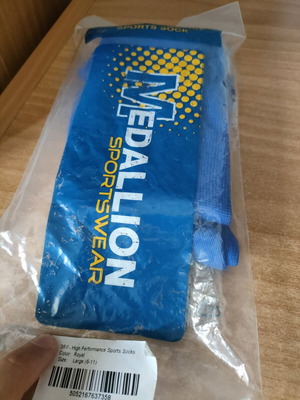 SPORTS SOCK
MEDALLION
SPORTSWEAR
High Performance Sports Socks
Color: Royal
Size: Large (6-11)
5052167637358